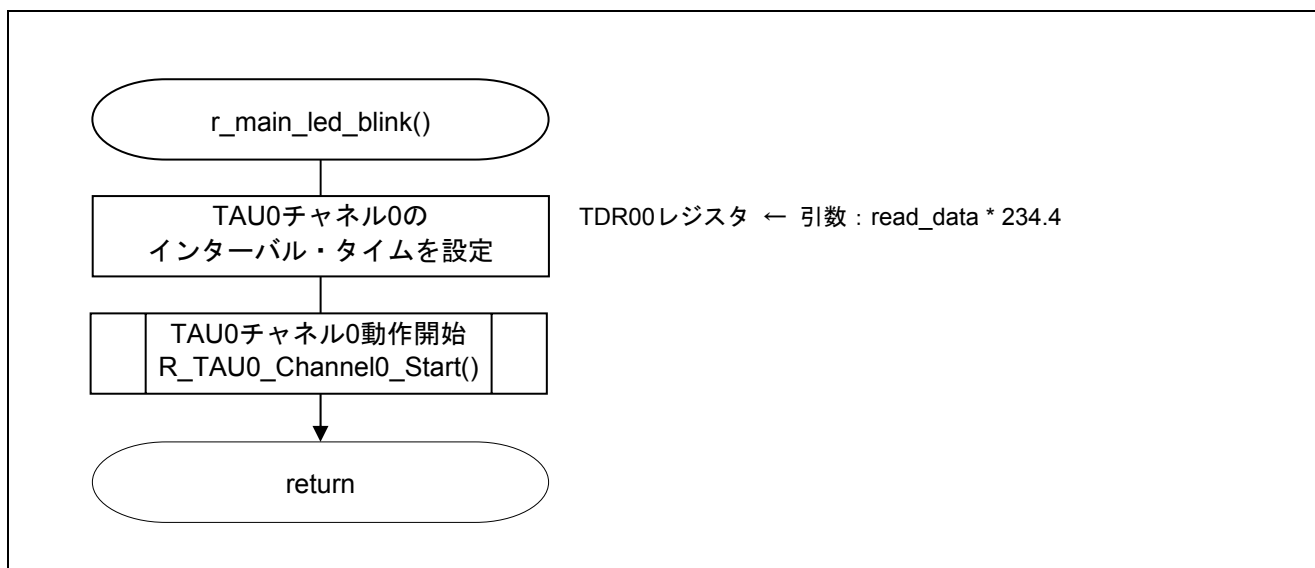 r_main_led_blink()
TAU0チャネル0の
インターバル・タイムを設定
TDR00レジスタ ← 引数：read_data * 234.4
TAU0チャネル0動作開始
R_TAU0_Channel0_Start()
return